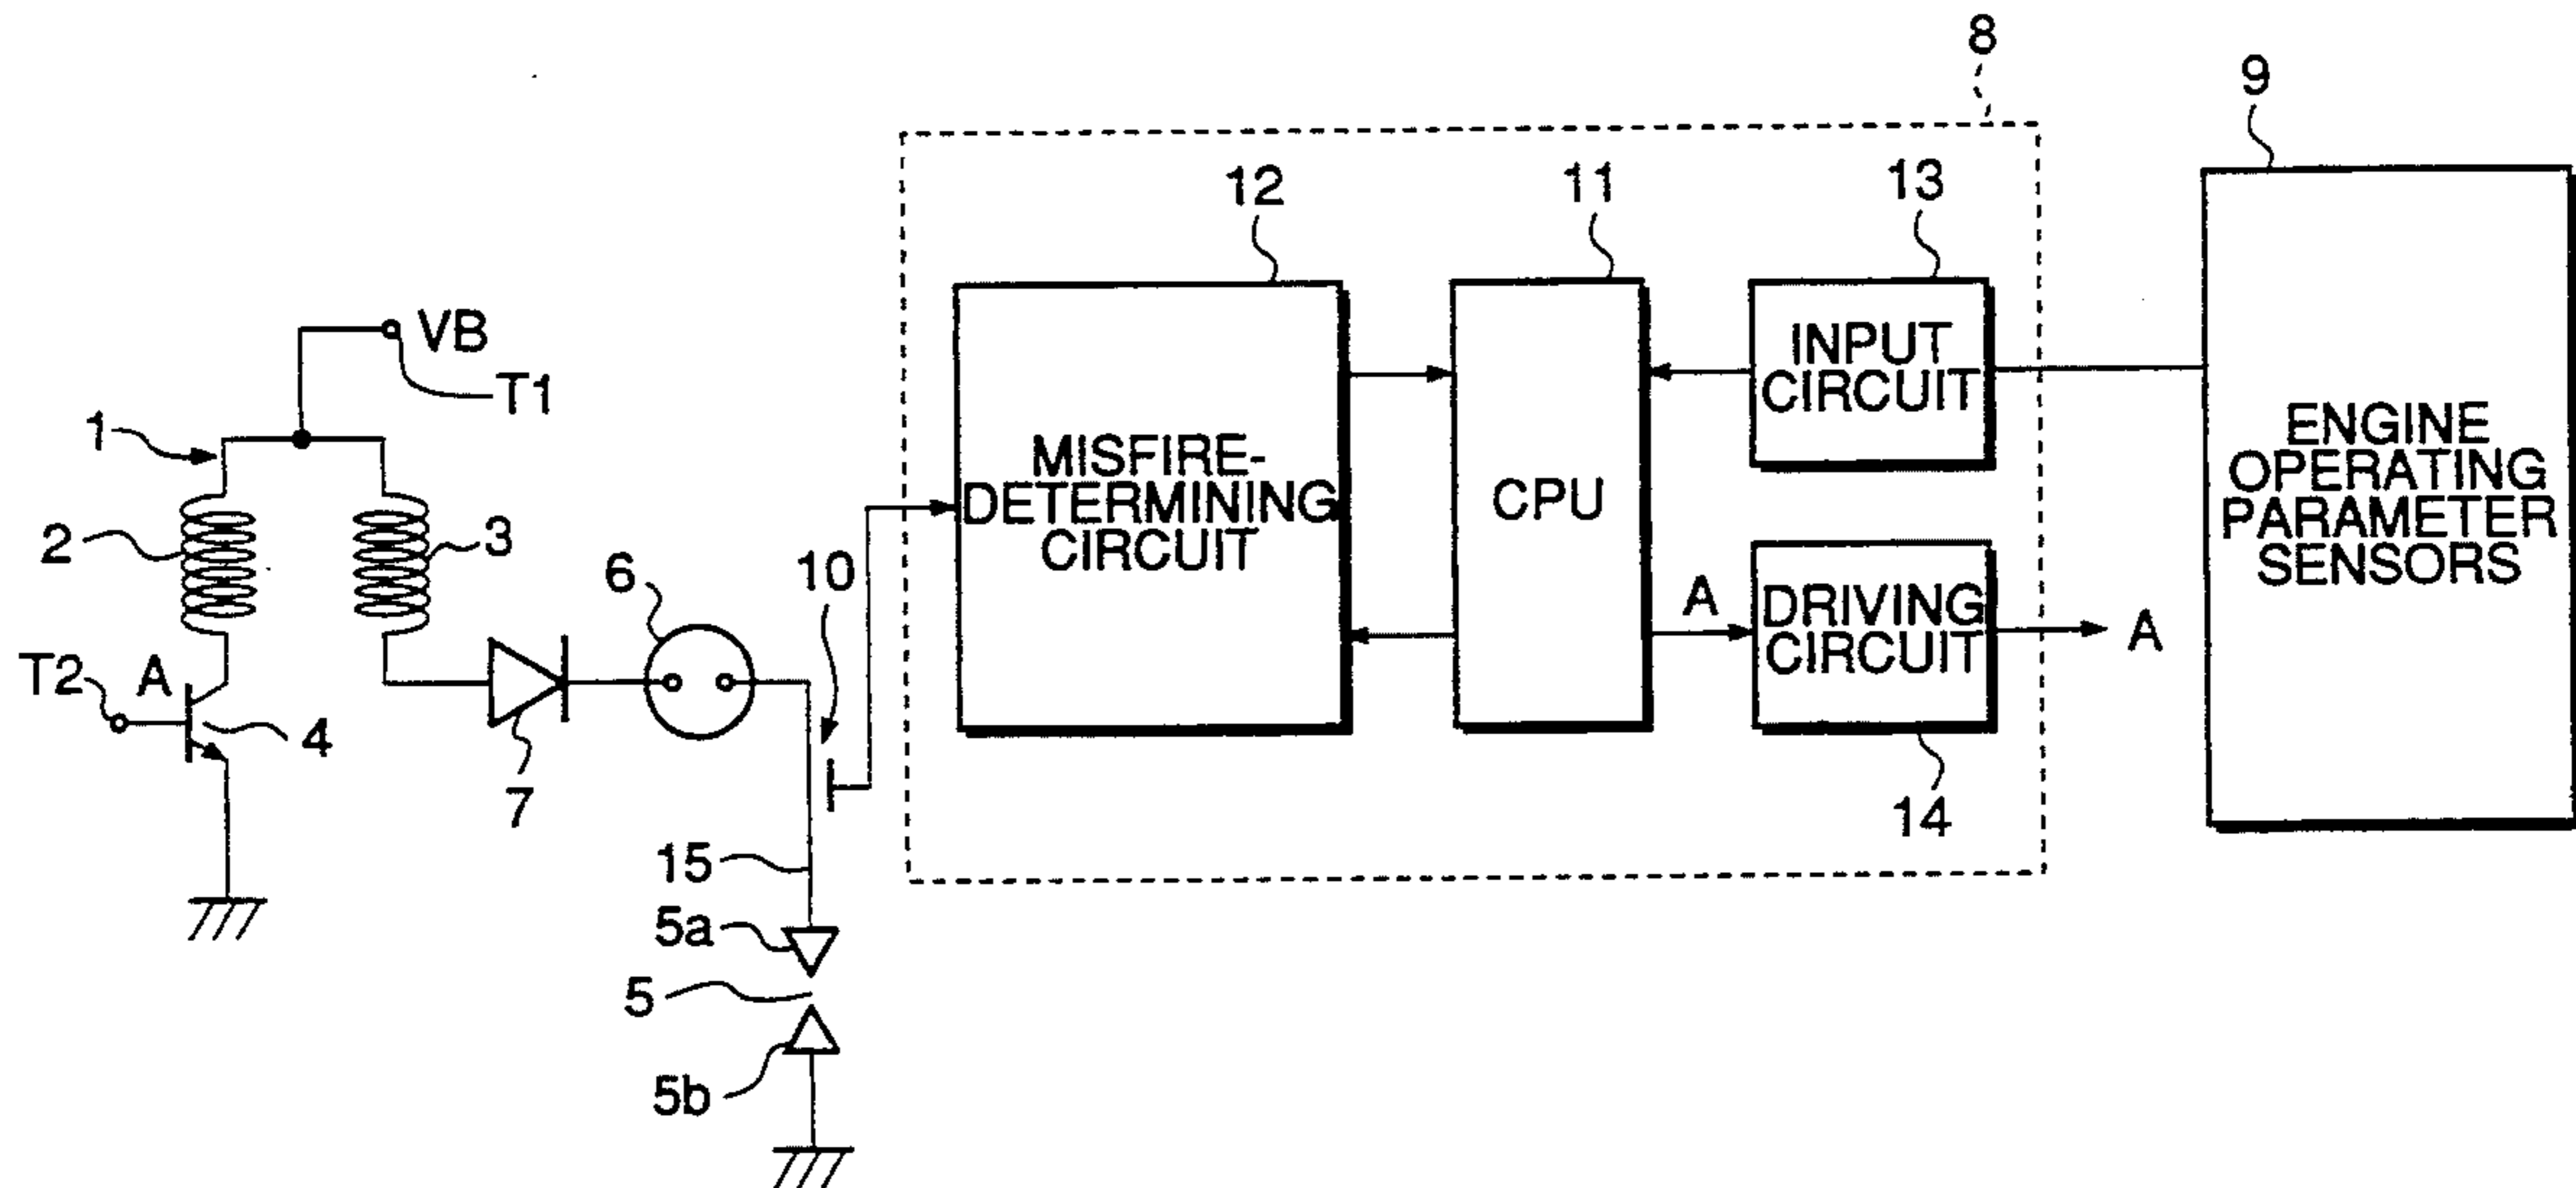 8
9
12
11
13
VB
T1
1
INPUT
CIRCUIT
MISFIRE-
DETERMINING
CIRCUIT
CPU
ENGINE
OPERATING
PARAMETER
SENSORS
2
3
6
10
A
DRIVING
CIRCUIT
A
T2
A
4
7
14
15
5a
5
5b